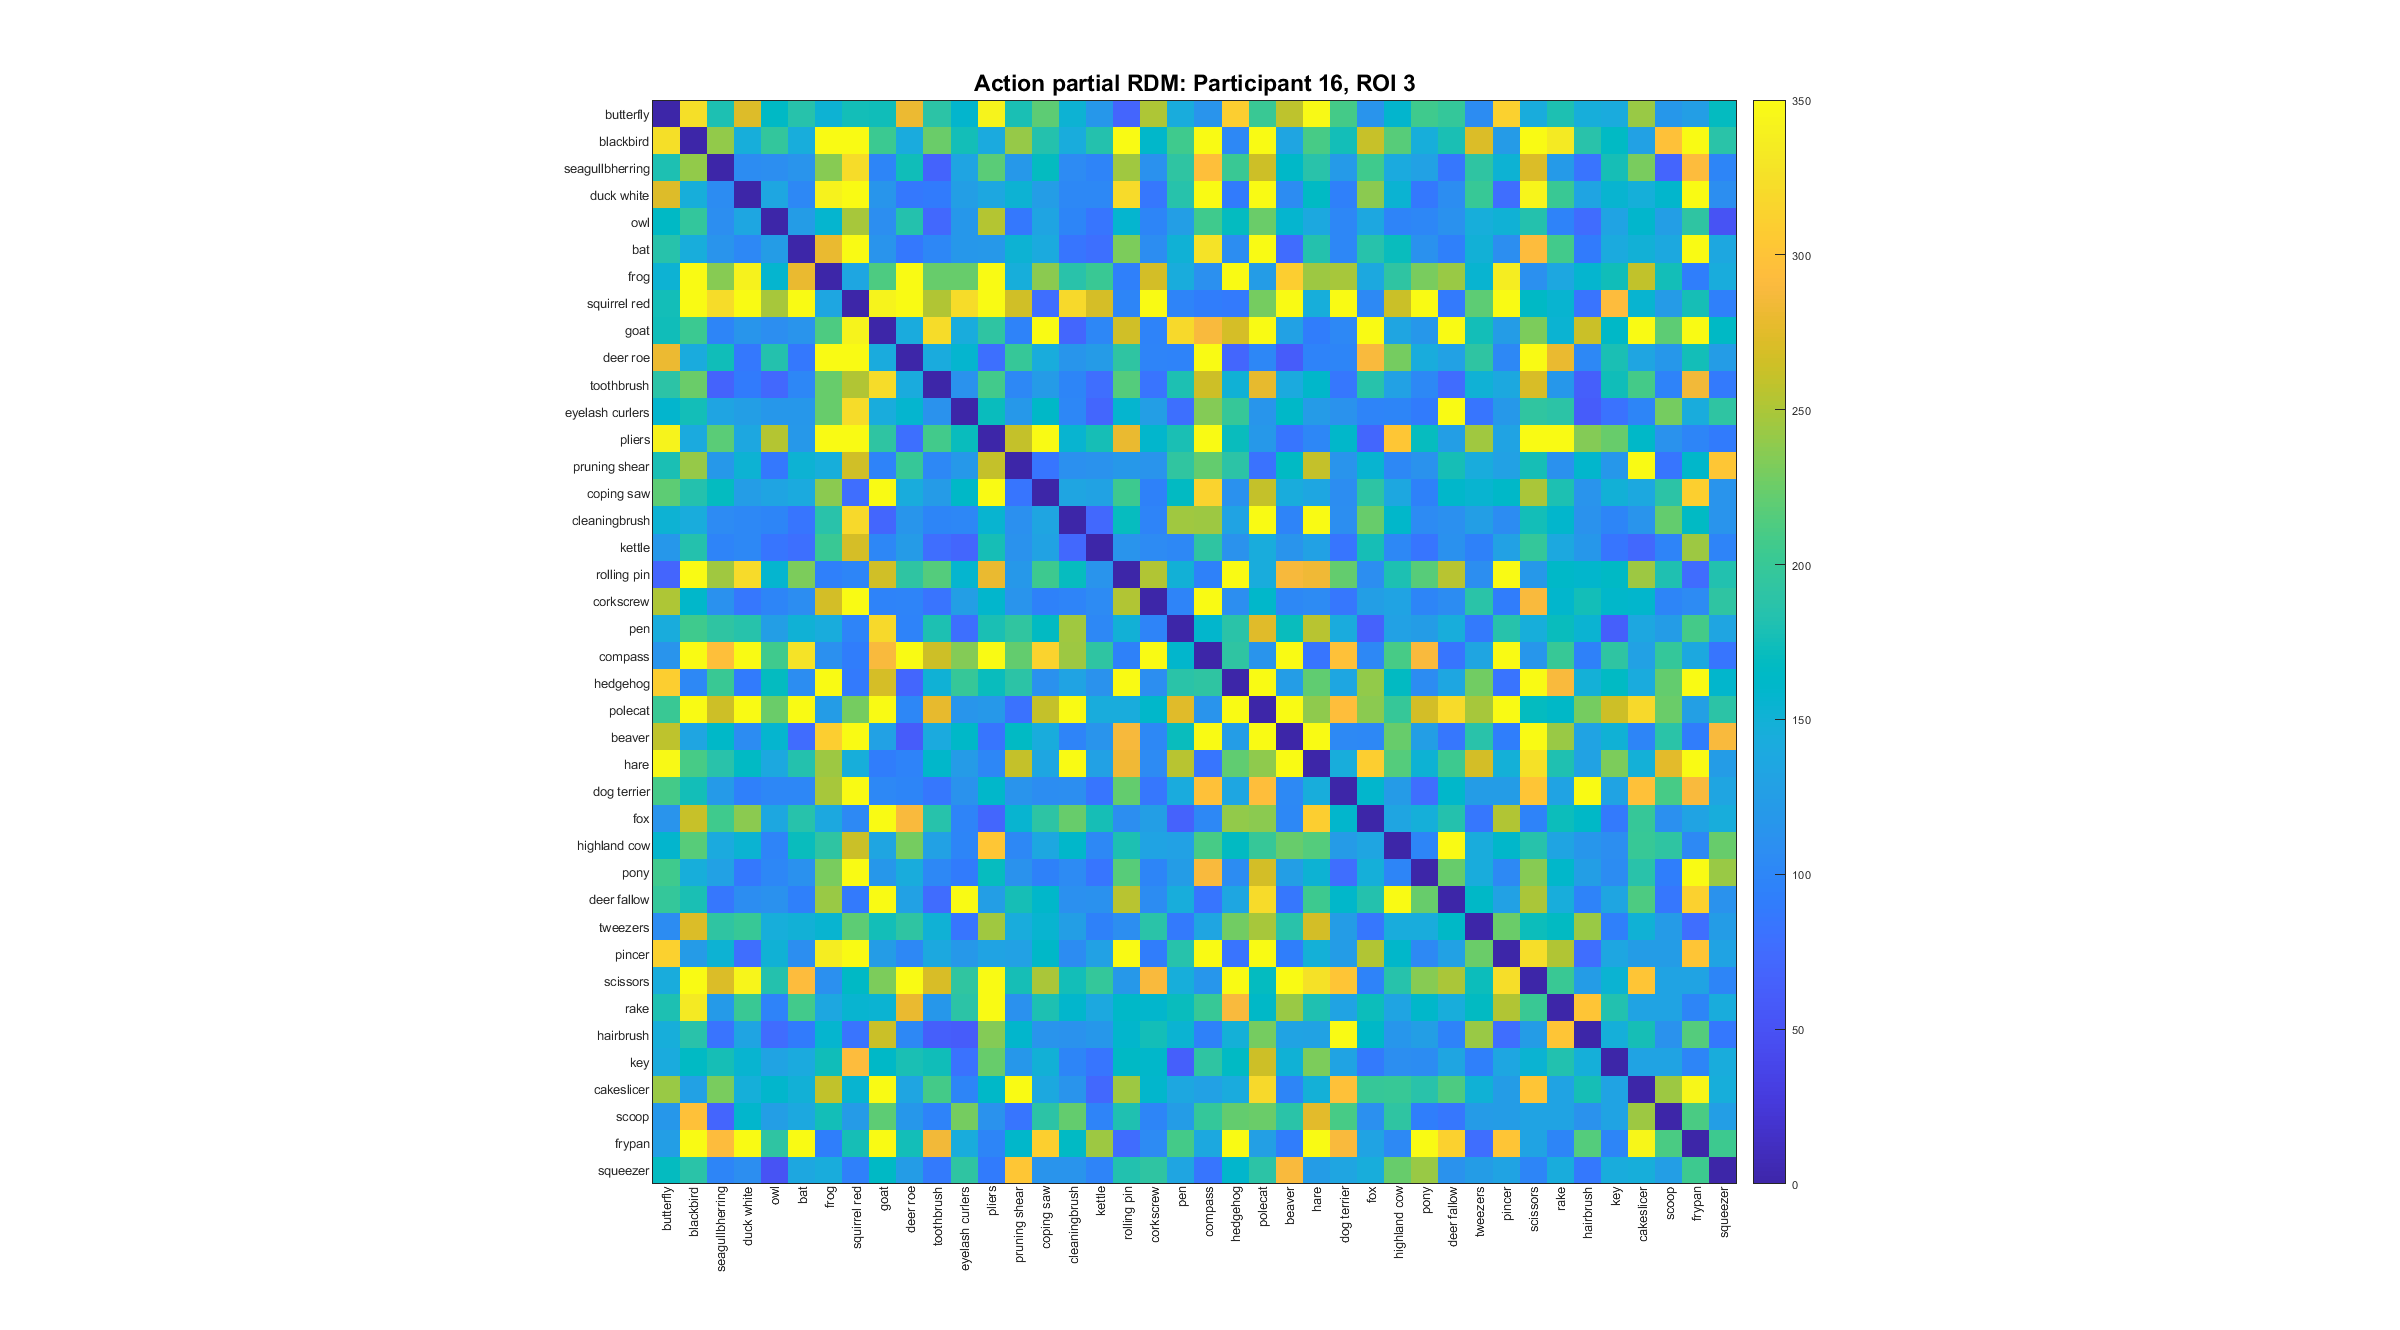 Action partial RDM: Participant 16, ROI 3
butterfly
blackbird
seagullbherring
duck white
owl
bat
frog
squirrel red
goat
deer roe
toothbrush
eyelash curlers
pliers
pruning shear
coping saw
cleaningbrush
kettle
rolling pin
corkscrew
pen
compass
hedgehog
polecat
beaver
hare
dog terrier
fox
highland cow
pony
deer fallow
tweezers
pincer
scissors
rake
hairbrush
key
cakeslicer
scoop
frypan
squeezer
butterfly
blackbird
seagullbherring
duck white
owl
bat
frog
squirrel red
goat
deer roe
toothbrush
eyelash curlers
pliers
pruning shear
coping saw
cleaningbrush
kettle
rolling pin
corkscrew
pen
compass
hedgehog
polecat
beaver
hare
dog terrier
fox
highland cow
pony
deer fallow
tweezers
pincer
scissors
rake
hairbrush
key
cakeslicer
scoop
frypan
squeezer
350
300
250
200
150
100
50
0